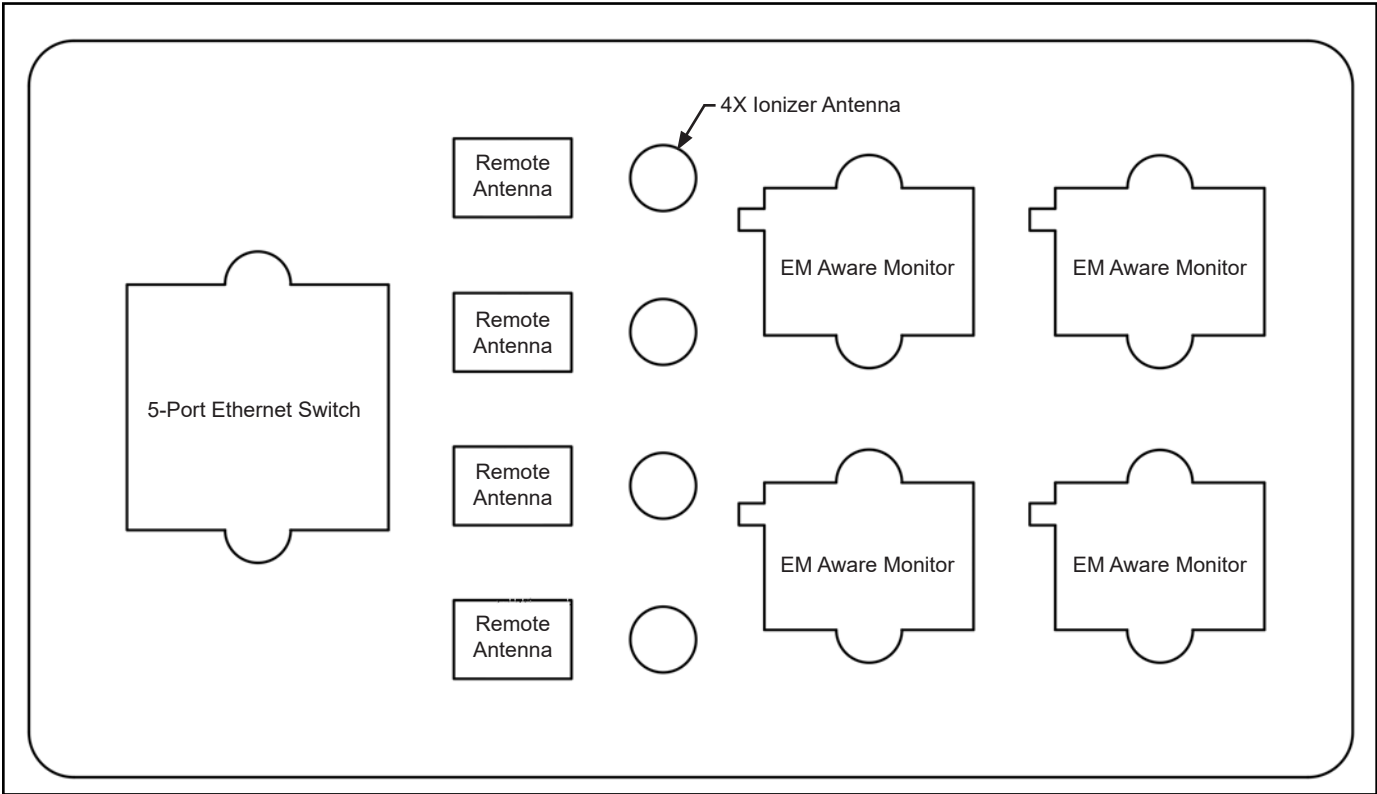 4X Ionizer Antenna
Remote
Antenna
EM Aware Monitor
EM Aware Monitor
Remote
Antenna
5-Port Ethernet Switch
Remote
Antenna
EM Aware Monitor
EM Aware Monitor
Remote
Antenna